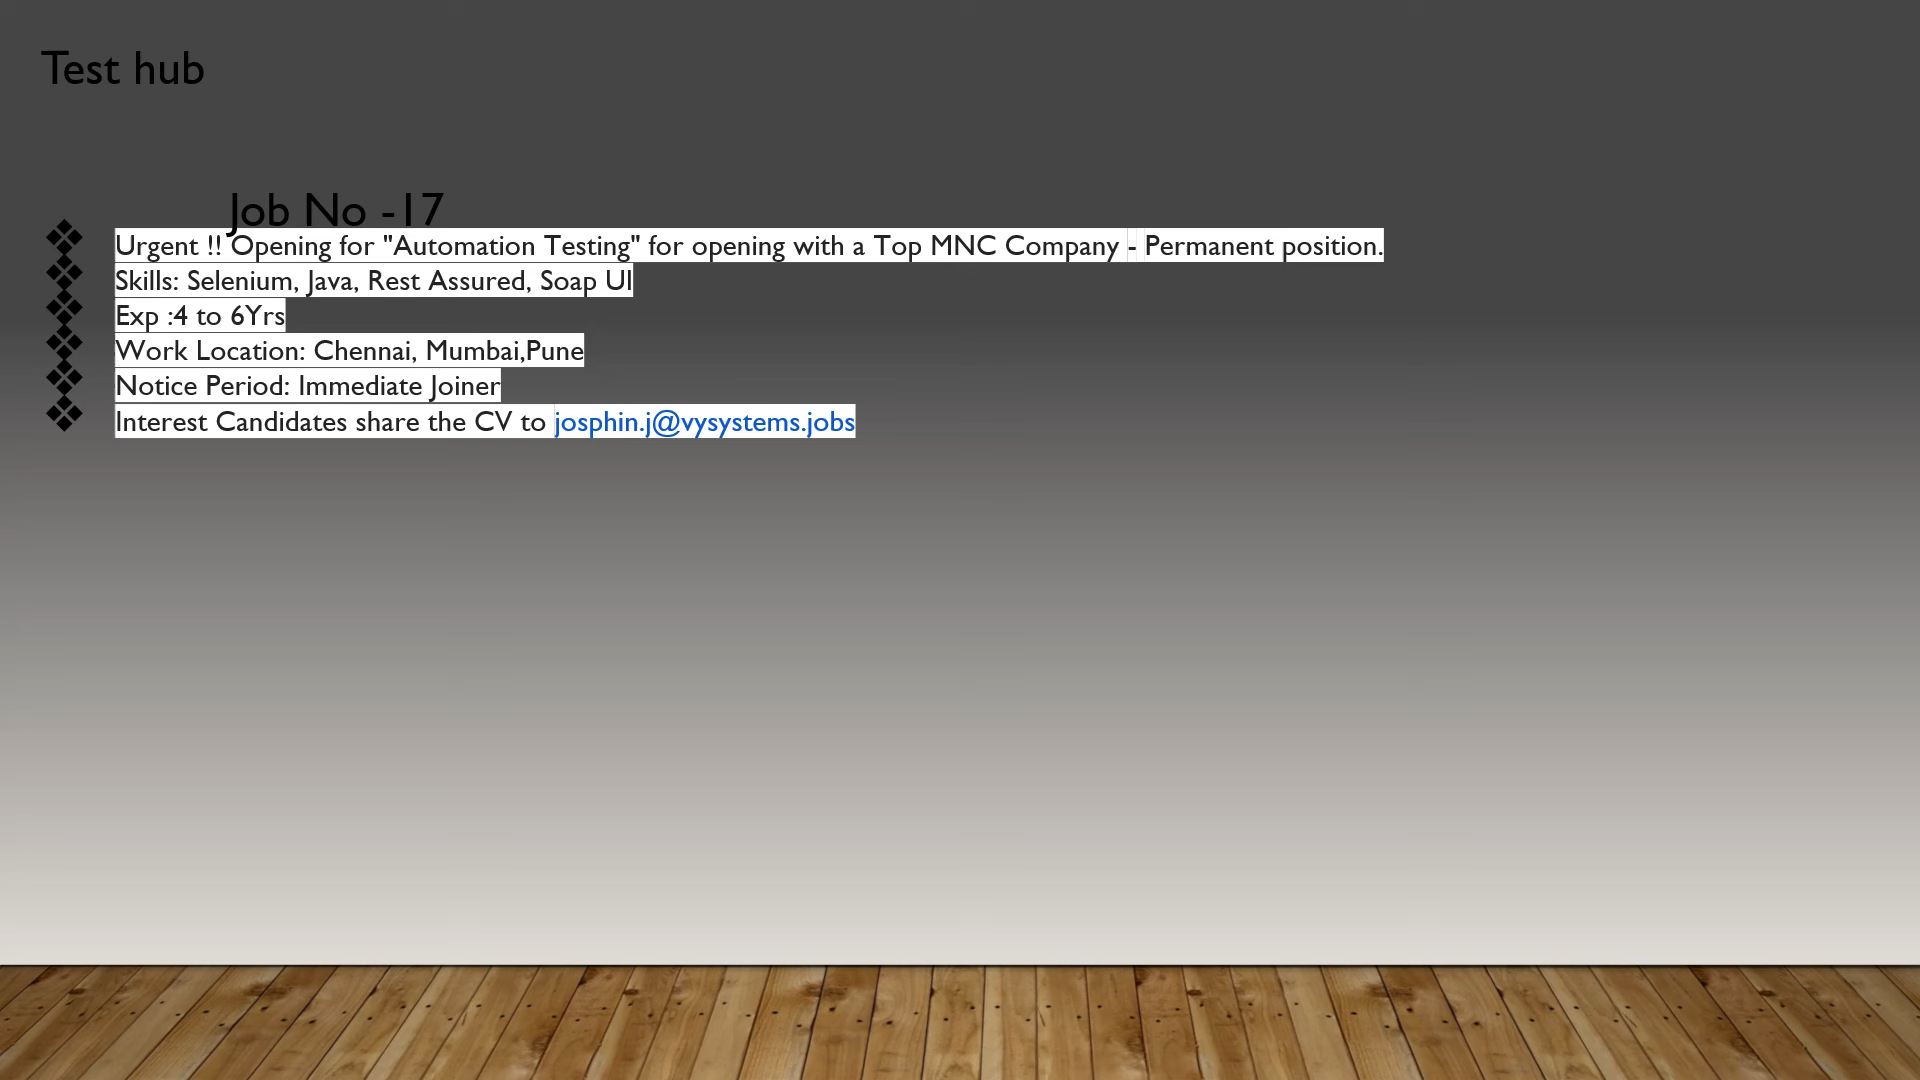 Test hub
Job No -17
Urgent !! Opening for "Automation Testing" for opening with a Top MNC Company - Permanent position.
Skills: Selenium, Java, Rest Assured, Soap UI
Exp :4 to 6Yrs
Work Location: Chennai, Mumbai,Pune
Notice Period: Immediate Joiner
Interest Candidates share the CV to josphin.j@vysystems.jobs